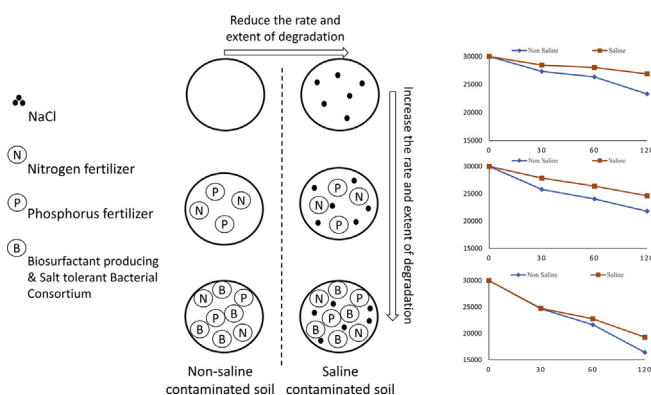 Reduce the rate and
extent of degradation
NaCl
N
Nitrogen fertilizer
P
Phosphorus fertilizer
B
Biosurfactant producing
& Salt tolerant Bacterial
Consortium
P
N
N
P
P
N
N
P
B
N
P
P
B
B
B
N
B
N
P
P
B
B
B
N
Increase the rate and extent of degradation
Non-saline
contaminated soil
Saline
contaminated soil
Non Saline
Saline
30000
25000
20000
15000
0
30
60
120
Non Saline
Saline
30000
25000
20000
15000
0
30
60
120
Non Saline
Saline
30000
25000
20000
15000
0
30
60
120